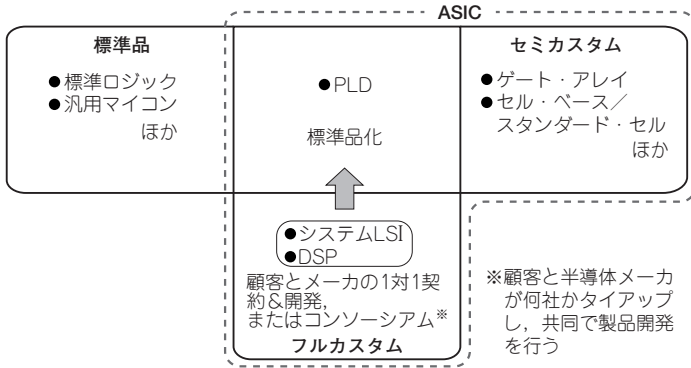 ASIC
標準品
●標準ロジック
●汎用マイコン
ほか
●PLD
標準品化
セミカスタム
●ゲート・アレイ
●セル・ベース／
スタンダード・セル
ほか
●システムLSI
●DSP
顧客とメーカの1対1契
約&開発,
またはコンソーシアム※
フルカスタム
※顧客と半導体メーカ
が何社かタイアップ
し，共同で製品開発
を行う